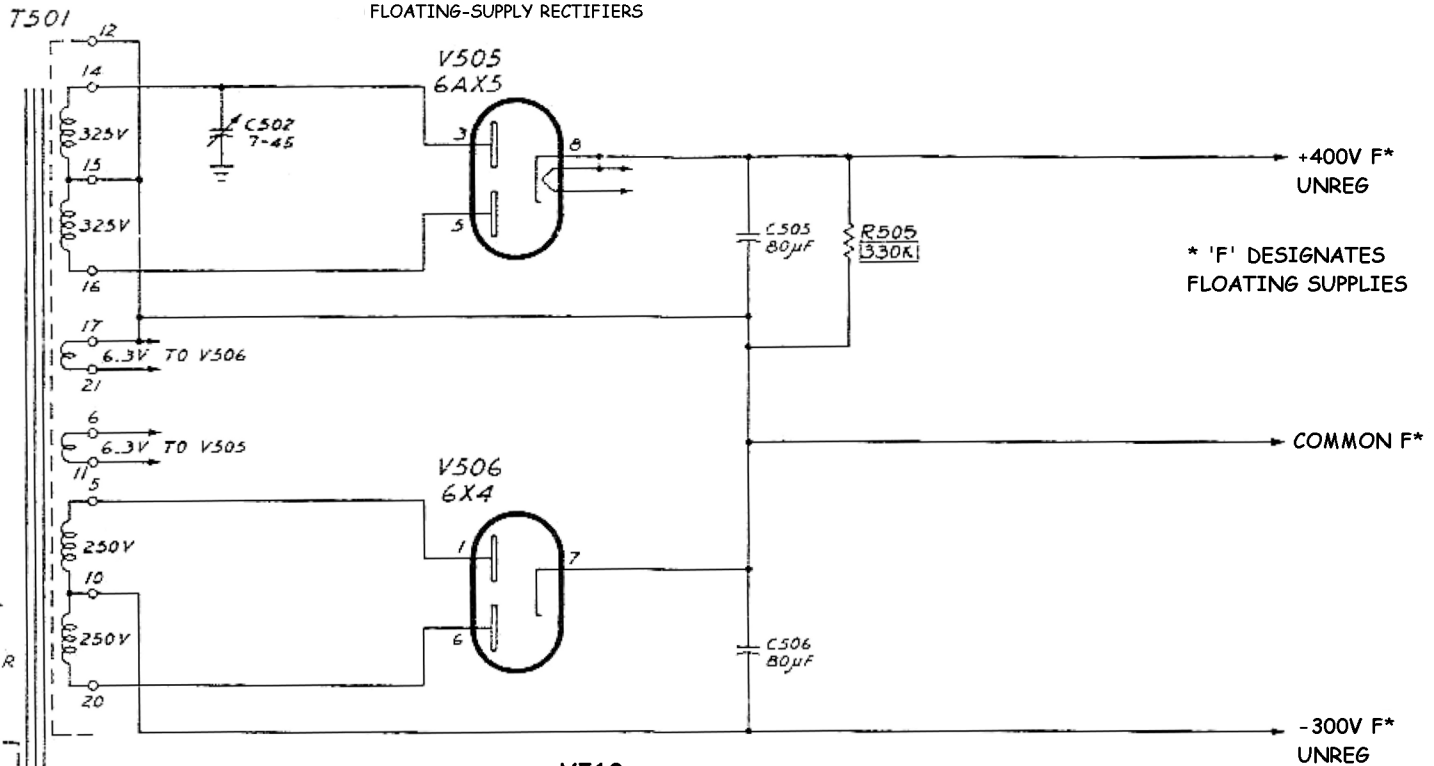 T501
FLOATING-SUPPLY RECTIFIERS
12
14
325V
15
325V
16
C502
7-45
V505
6AX5
3
5
8
C505
80µF
R505
330K
+400V F*
UNREG
* 'F' DESIGNATES
FLOATING SUPPLIES
17
6.3V TO V506
21
6
6.3V TO V505
11
5
250V
10
250V
20
V506
6X4
1
6
7
COMMON F*
C506
80µF
R
-300V F*
UNREG